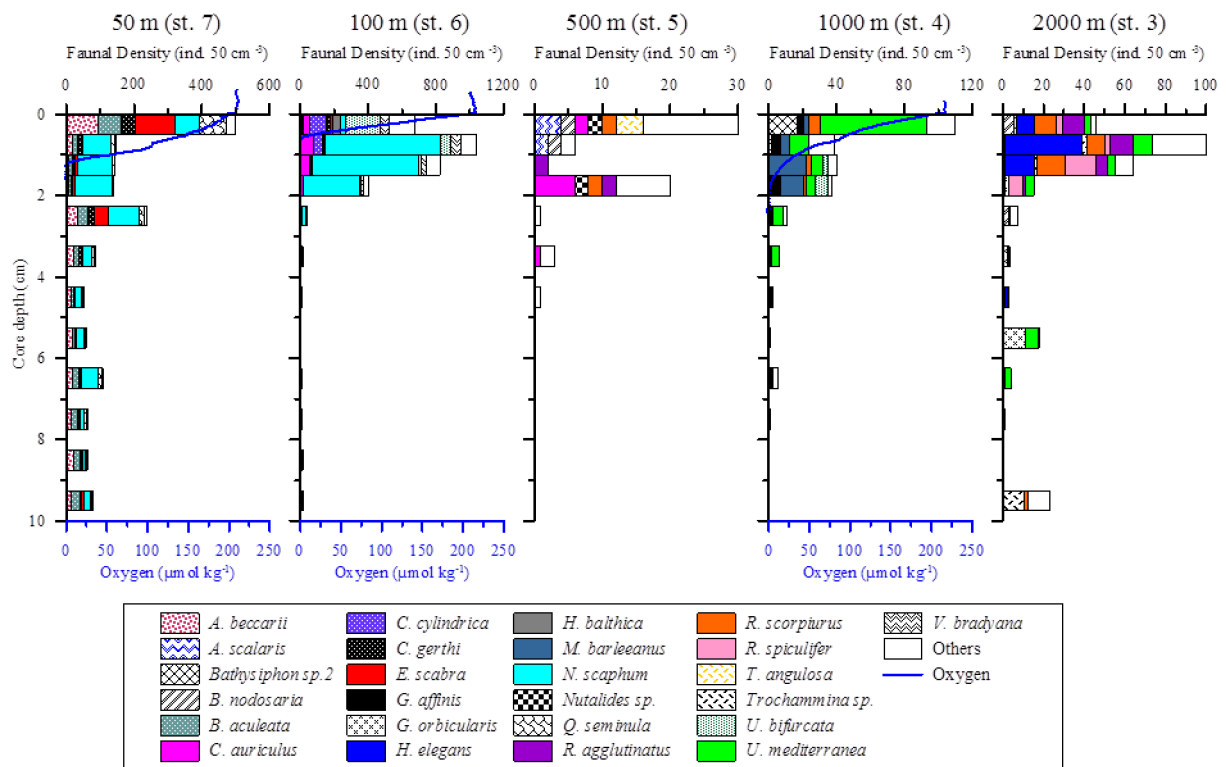 50 m (st. 7) 100 m (st. 6) 500 m (st. 5) 1000 m (st. 4) 2000 m (st. 3)
Faunal Density (ind. 50 cm⁻³) Faunal Density (ind. 50 cm⁻³) Faunal Density (ind. 50 cm⁻³) Faunal Density (ind. 50 cm⁻³) Faunal Density (ind. 50 cm⁻³)
0 200 400 600 0 400 800 1200 0 10 20 30 0 40 80 120 0 20 40 60 80 100
0
2
4
6
8
10
Core depth (cm)
0 50 100 150 200 250 0 50 100 150 200 250 0 50 100 150 200 250
Oxygen (µmol kg⁻¹) Oxygen (µmol kg⁻¹) Oxygen (µmol kg⁻¹)
A. beccarii C. cylindrica H. balthica R. scorpiurus V. bradyana
A. scalaris C. gerthi M. barleeanus R. spiculifer Others
Bathysiphon sp.2 E. scabra N. scaphum T. angulosa Oxygen
B. nodosaria G. affinis Nutalides sp. Trochammina sp.
B. aculeata G. orbicularis Q. seminula U. bifurcata
C. auriculus H. elegans R. agglutinatus U. mediterranea